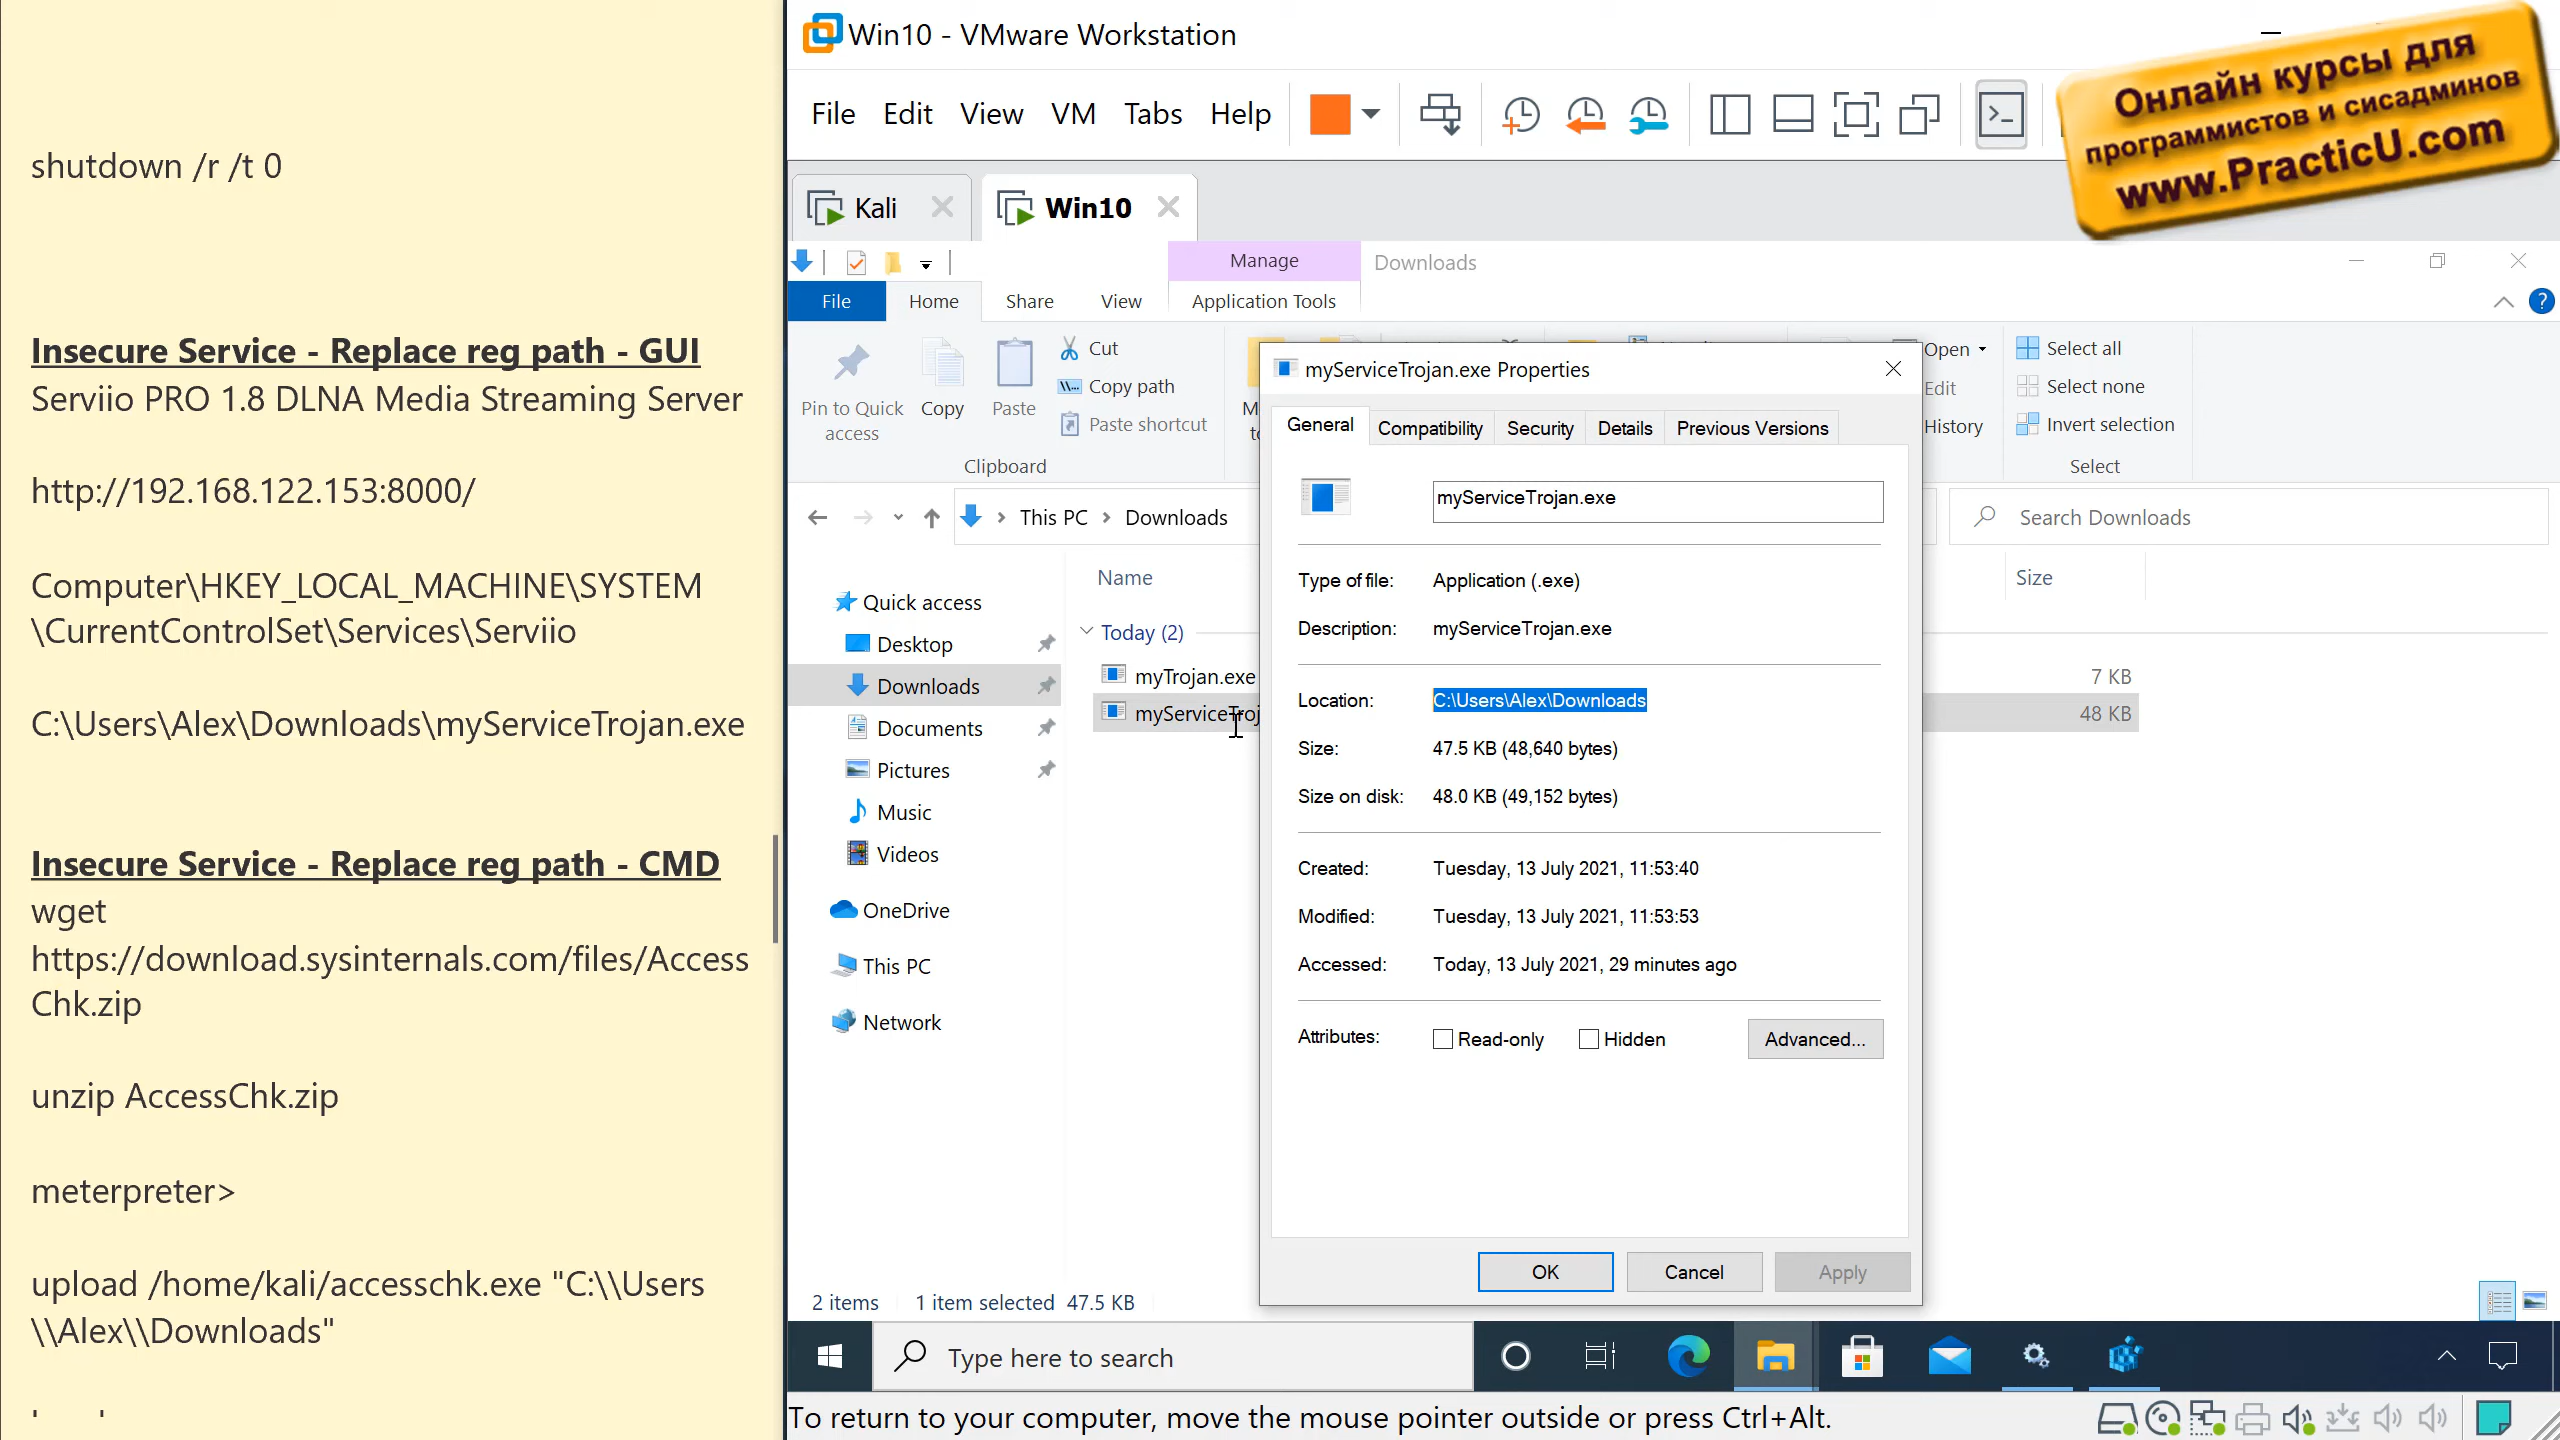 shutdown /r /t 0
Insecure Service - Replace reg path - GUI
Serviio PRO 1.8 DLNA Media Streaming Server
http://192.168.122.153:8000/
Computer\HKEY_LOCAL_MACHINE\SYSTEM
\CurrentControlSet\Services\Serviio
C:\Users\Alex\Downloads\myServiceTrojan.exe
Insecure Service - Replace reg path - CMD
wget
https://download.sysinternals.com/files/Access
Chk.zip
unzip AccessChk.zip
meterpreter>
upload /home/kali/accesschk.exe "C:\\Users
\\Alex\\Downloads"
Win10 - VMware Workstation
File Edit View VM Tabs Help
Онлайн курсы для
программистов и сисадминов
www.PracticU.com
Kali
Win10
Manage
Downloads
File
Home
Share
View
Application Tools
Pin to Quick
access
Copy
Paste
Cut
Copy path
Paste shortcut
Clipboard
Open
Edit
History
Select all
Select none
Invert selection
Select
This PC > Downloads
Search Downloads
Name
Size
Quick access
Desktop
Downloads
Documents
Pictures
Music
Videos
OneDrive
This PC
Network
Today (2)
myTrojan.exe
7 KB
myServiceTroj
48 KB
myServiceTrojan.exe Properties
General
Compatibility
Security
Details
Previous Versions
myServiceTrojan.exe
Type of file: Application (.exe)
Description: myServiceTrojan.exe
Location: C:\Users\Alex\Downloads
Size: 47.5 KB (48,640 bytes)
Size on disk: 48.0 KB (49,152 bytes)
Created: Tuesday, 13 July 2021, 11:53:40
Modified: Tuesday, 13 July 2021, 11:53:53
Accessed: Today, 13 July 2021, 29 minutes ago
Attributes: Read-only Hidden Advanced...
OK
Cancel
Apply
2 items
1 item selected 47.5 KB
Type here to search
To return to your computer, move the mouse pointer outside or press Ctrl+Alt.